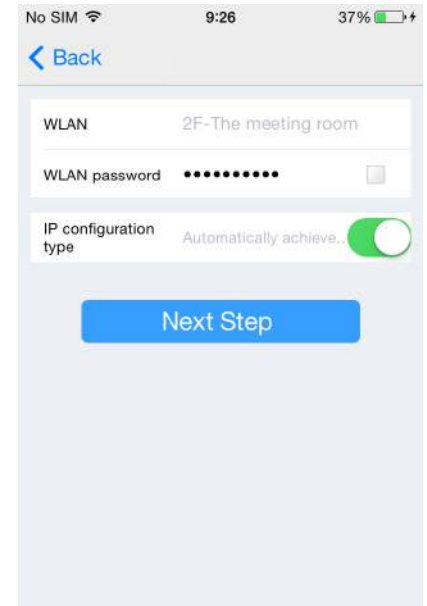 No SIM 9:26 37%
Back
WLAN 2F-The meeting room
WLAN password ••••••••••
IP configuration
type
Automatically achieve..
Next Step